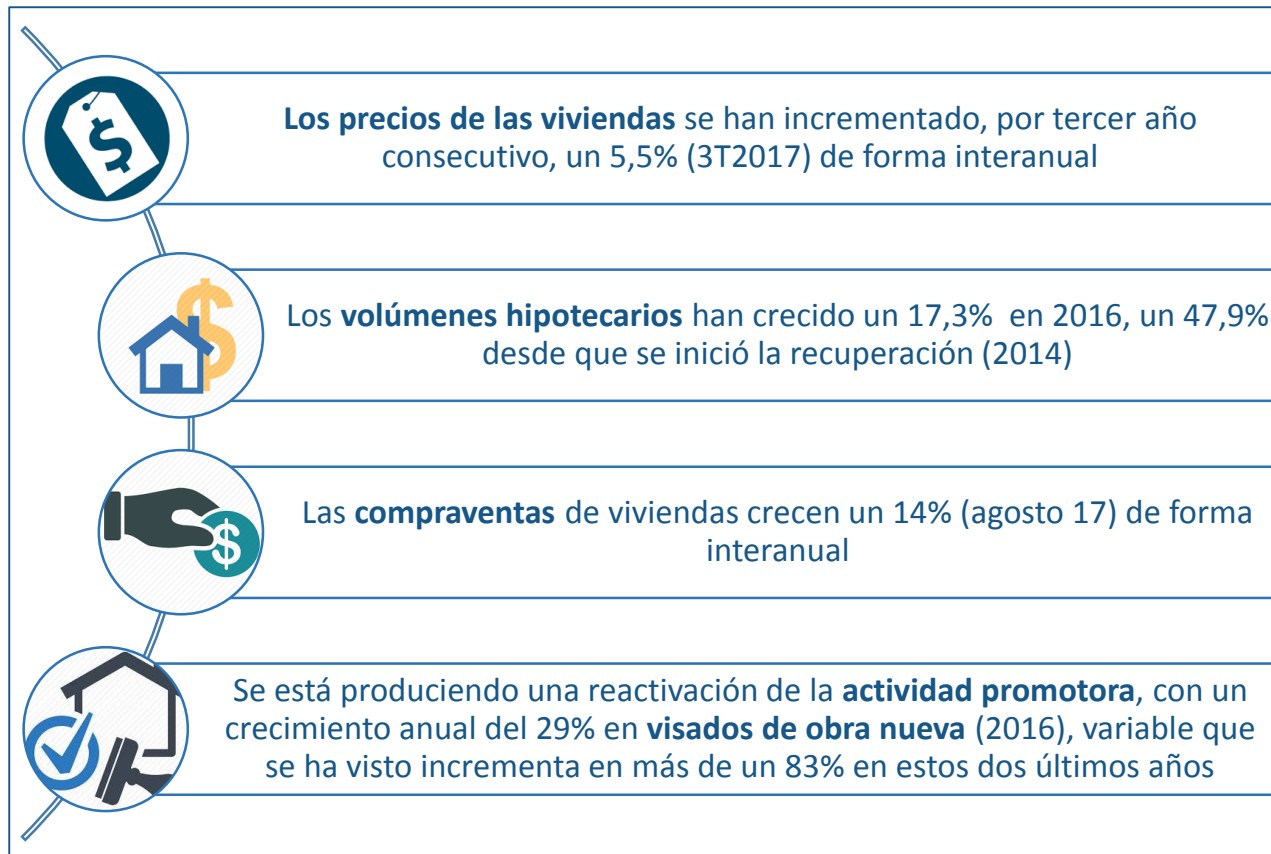 Los precios de las viviendas se han incrementado, por tercer año
consecutivo, un 5,5% (3T2017) de forma interanual
Los volúmenes hipotecarios han crecido un 17,3% en 2016, un 47,9%
desde que se inició la recuperación (2014)
Las compraventas de viviendas crecen un 14% (agosto 17) de forma
interanual
Se está produciendo una reactivación de la actividad promotora, con un
crecimiento anual del 29% en visados de obra nueva (2016), variable que
se ha visto incrementa en más de un 83% en estos dos últimos años